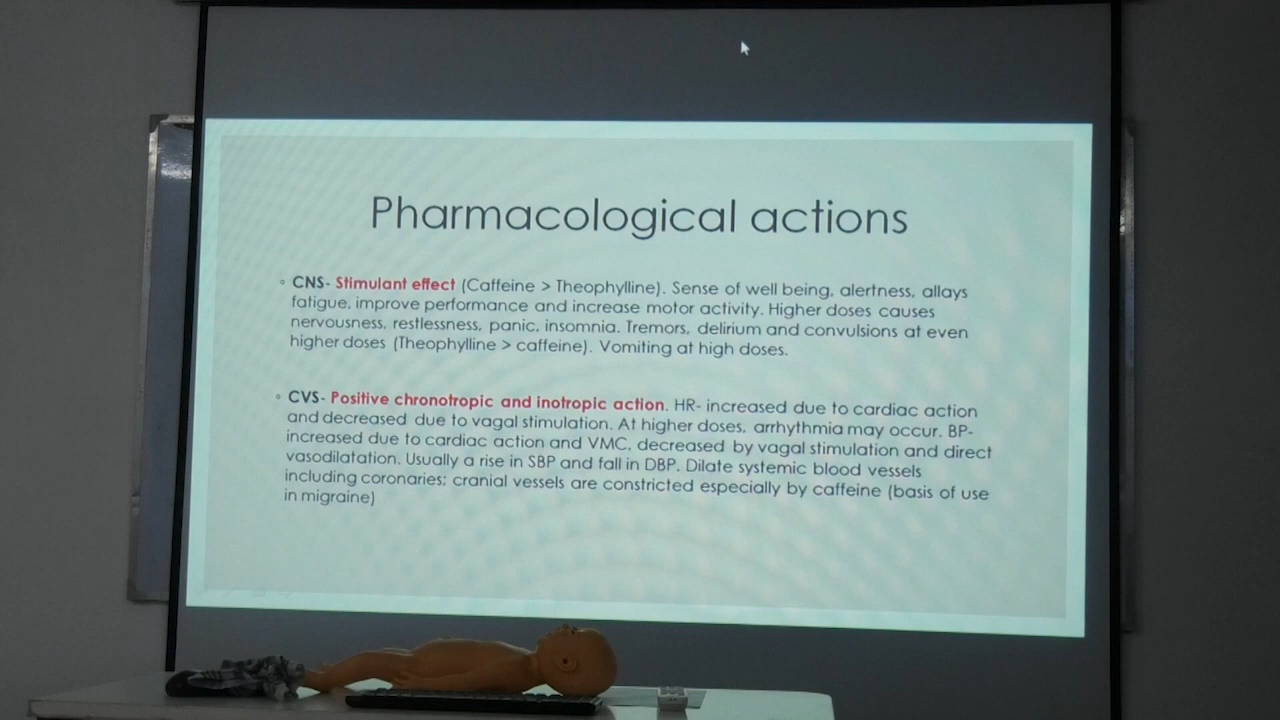 Pharmacological actions
◦ CNS- Stimulant effect (Caffeine > Theophylline). Sense of well being, alertness, allays
fatigue, improve performance and increase motor activity. Higher doses causes
nervousness, restlessness, panic, insomnia. Tremors, delirium and convulsions at even
higher doses (Theophylline > caffeine). Vomiting at high doses.
◦ CVS- Positive chronotropic and inotropic action. HR- increased due to cardiac action
and decreased due to vagal stimulation. At higher doses, arrhythmia may occur. BP-
increased due to cardiac action and VMC, decreased by vagal stimulation and direct
vasodilatation. Usually a rise in SBP and fall in DBP. Dilate systemic blood vessels
including coronaries; cranial vessels are constricted especially by caffeine (basis of use
in migraine)